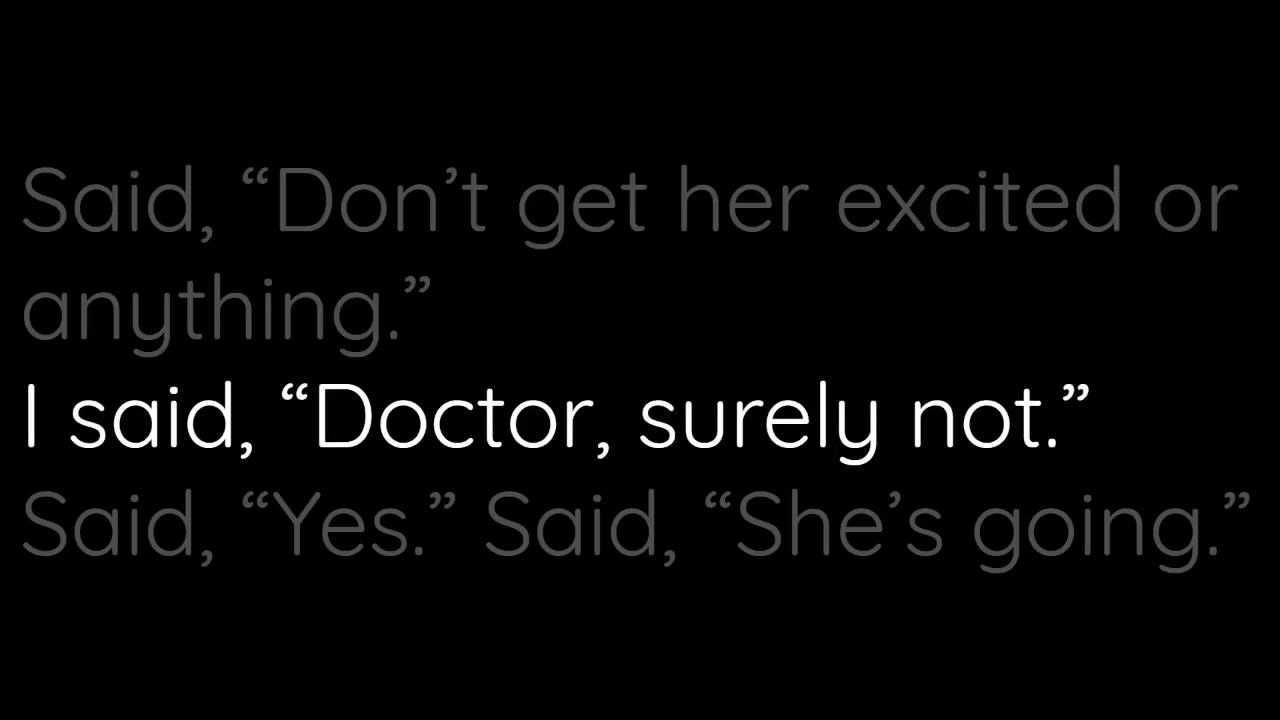 Said, “Don’t get her excited or
anything.”
I said, “Doctor, surely not.”
Said, “Yes.” Said, “She’s going.”